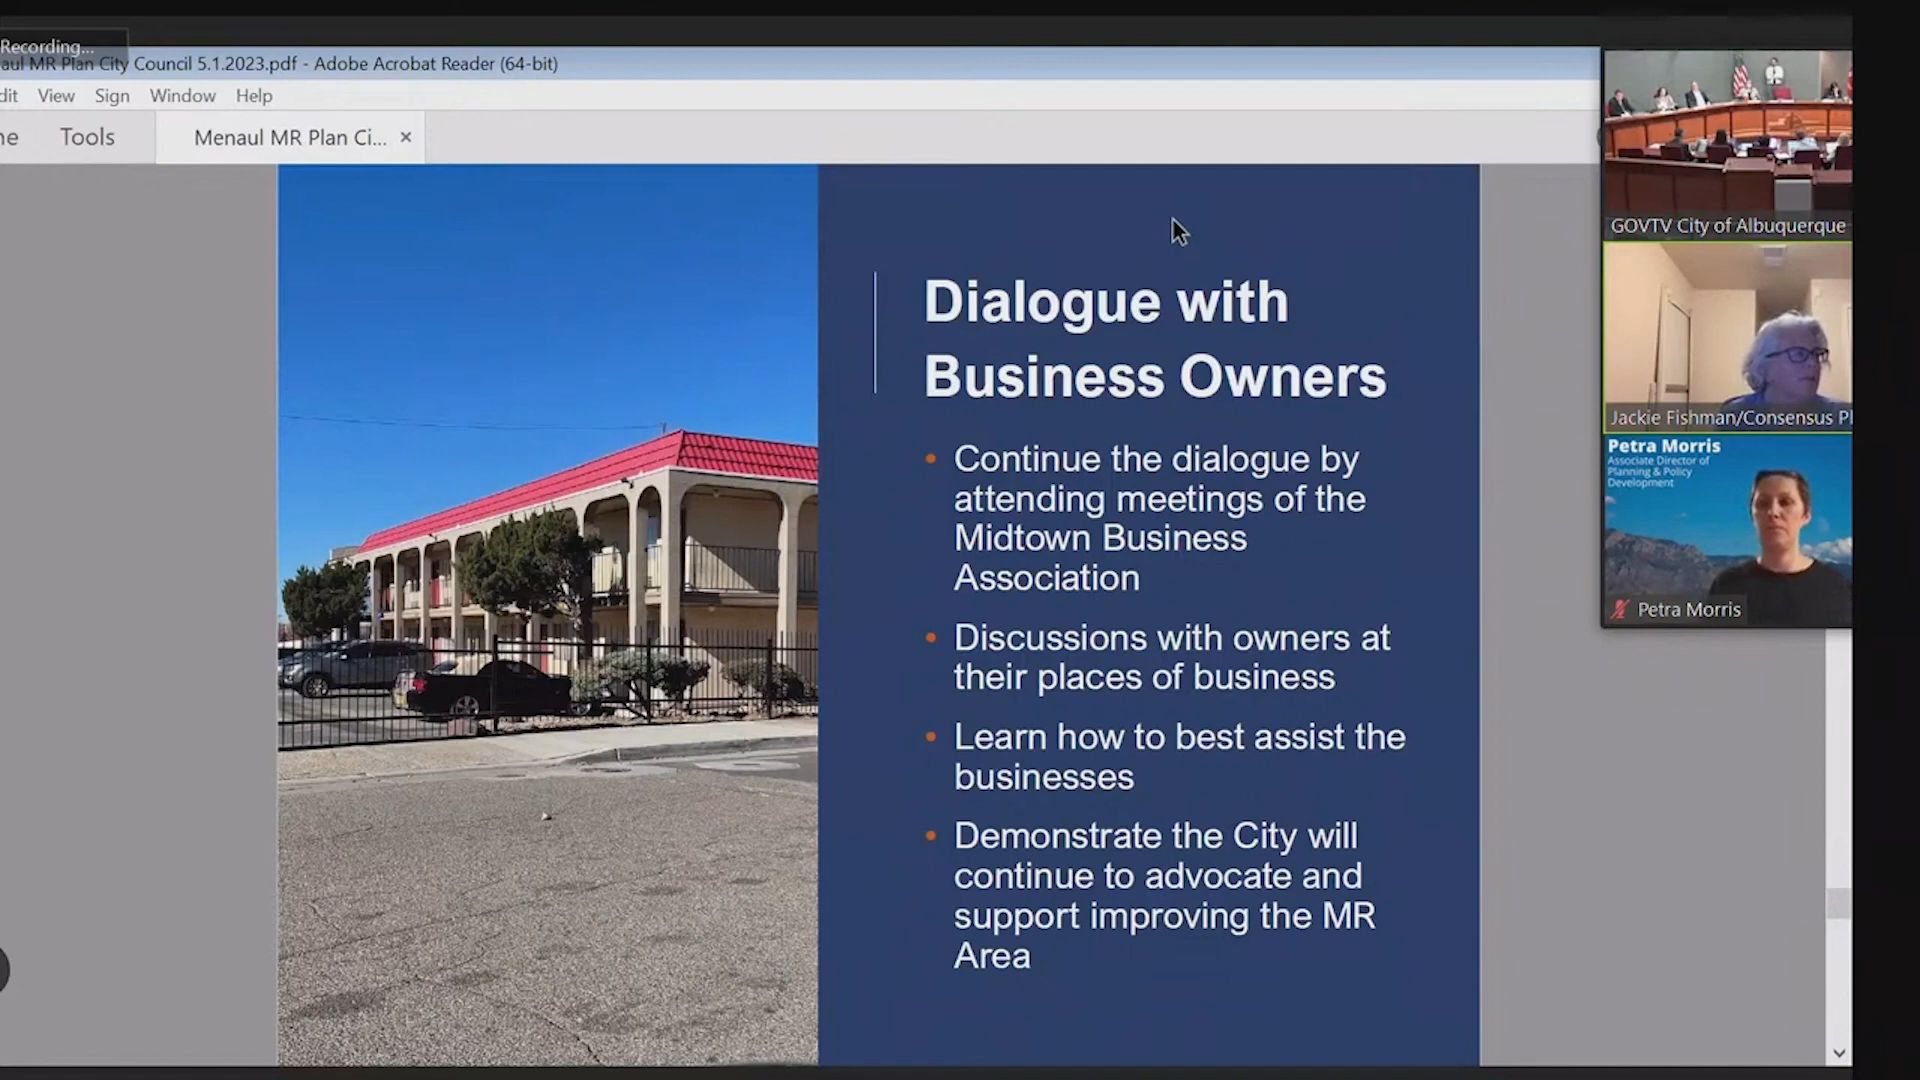 Recording...
aul MR Plan City Council 5.1.2023.pdf - Adobe Acrobat Reader (64-bit)
dit View Sign Window Help
ne Tools Menaul MR Plan Ci... ×
Dialogue with
Business Owners
• Continue the dialogue by
attending meetings of the
Midtown Business
Association
• Discussions with owners at
their places of business
• Learn how to best assist the
businesses
• Demonstrate the City will
continue to advocate and
support improving the MR
Area
GOVTV City of Albuquerque
Jackie Fishman/Consensus Pl
Petra Morris
Associate Director of
Planning & Policy
Development
Petra Morris